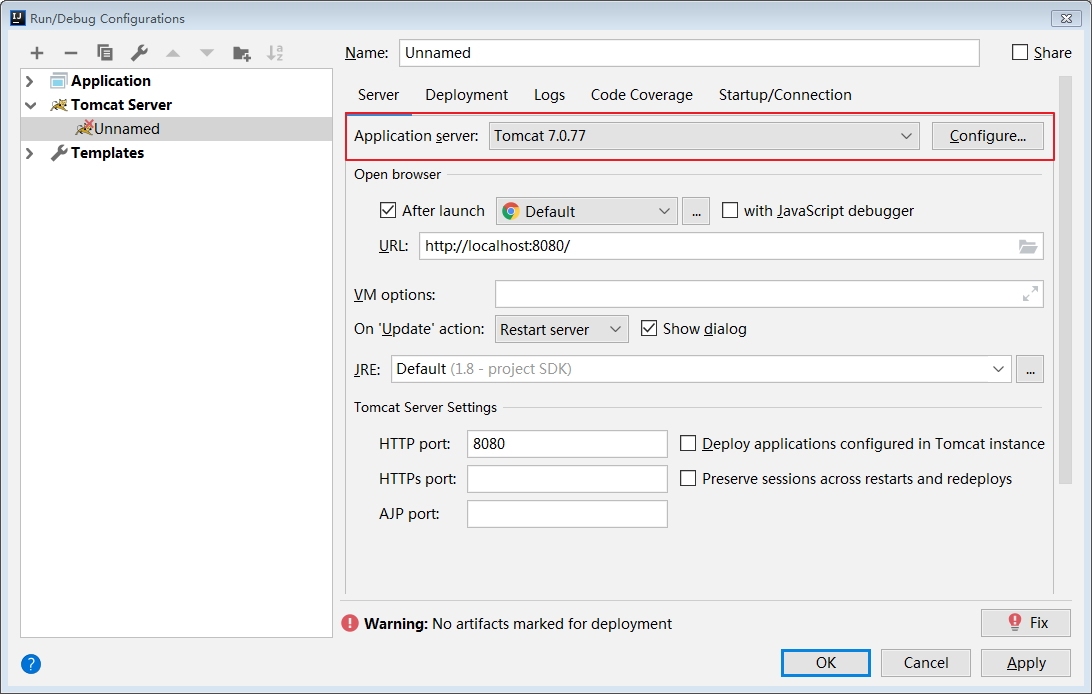 Run/Debug Configurations
Name: Unnamed Share
Application
Tomcat Server
Unnamed
Templates
Server Deployment Logs Code Coverage Startup/Connection
Application server: Tomcat 7.0.77 Configure...
Open browser
After launch Default ... with JavaScript debugger
URL: http://localhost:8080/
VM options:
On 'Update' action: Restart server Show dialog
JRE: Default (1.8 - project SDK) ...
Tomcat Server Settings
HTTP port: 8080 Deploy applications configured in Tomcat instance
HTTPs port: Preserve sessions across restarts and redeploys
AJP port:
Warning: No artifacts marked for deployment Fix
? OK Cancel Apply